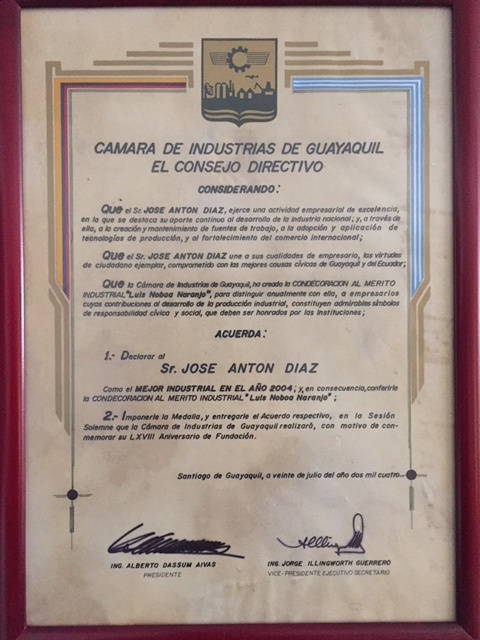 CAMARA DE INDUSTRIAS DE GUAYAQUIL
EL CONSEJO DIRECTIVO
CONSIDERANDO:
QUE el Sr. JOSE ANTON DIAZ, ejerce una actividad empresarial de excelencia,
en la que se destaca su aporte continuo al desarrollo de la industria nacional; y, a través de
ella, a la creación y mantenimiento de fuentes de trabajo, a la adopción y aplicación de
tecnologías de producción, y al fortalecimiento del comercio internacional;
QUE el Sr. JOSE ANTON DIAZ une a sus cualidades de empresario, las virtudes
de ciudadano ejemplar, comprometido con las mejores causas cívicas de Guayaquil y del Ecuador;
QUE la Cámara de Industrias de Guayaquil, ha creado la CONDECORACION AL MERITO
INDUSTRIAL "Luis Noboa Naranjo", para distinguir anualmente con ella, a empresarios
cuyas contribuciones al desarrollo de la producción industrial, constituyen admirables símbolos
de responsabilidad cívica y social, que deben ser honrados por las Instituciones;
ACUERDA:
1.- Declarar al
Sr. JOSE ANTON DIAZ
Como el MEJOR INDUSTRIAL EN EL AÑO 2004; y, en consecuencia, conferirle
la CONDECORACION AL MERITO INDUSTRIAL "Luis Noboa Naranjo";
2.- Imponerle la Medalla, y entregarle el Acuerdo respectivo, en la Sesión
Solemne que la Cámara de Industrias de Guayaquil realizará, con motivo de con-
memorar su LXVIII Aniversario de Fundación.
Santiago de Guayaquil, a veinte de julio del año dos mil cuatro
ING. ALBERTO DASSUM AIVAS
PRESIDENTE
ING. JORGE ILLINGWORTH GUERRERO
VICE-PRESIDENTE EJECUTIVO SECRETARIO